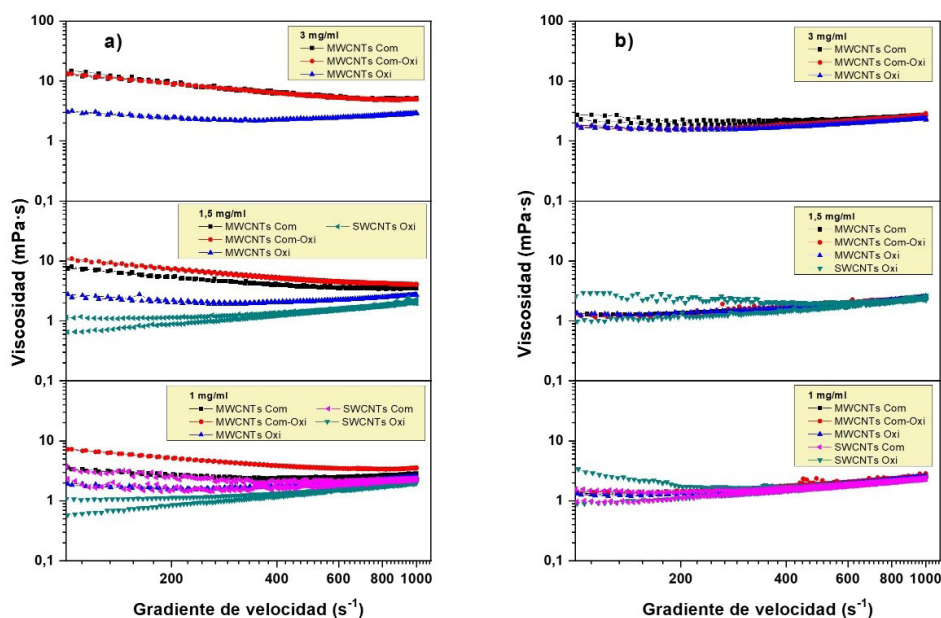 a)
3 mg/ml
MWCNTs Com
MWCNTs Com-Oxi
MWCNTs Oxi
100
10
1
0,1
1,5 mg/ml
MWCNTs Com
SWCNTs Oxi
MWCNTs Com-Oxi
MWCNTs Oxi
10
1
0,1
1 mg/ml
MWCNTs Com
SWCNTs Com
MWCNTs Com-Oxi
SWCNTs Oxi
MWCNTs Oxi
10
1
0,1
200 400 600 800 1000
Viscosidad (mPa·s)
Gradiente de velocidad (s⁻¹)
b)
3 mg/ml
MWCNTs Com
MWCNTs Com-Oxi
MWCNTs Oxi
100
10
1
0,1
1,5 mg/ml
MWCNTs Com
MWCNTs Com-Oxi
MWCNTs Oxi
SWCNTs Oxi
10
1
0,1
1 mg/ml
MWCNTs Com
MWCNTs Com-Oxi
MWCNTs Oxi
SWCNTs Com
SWCNTs Oxi
10
1
0,1
200 400 600 800 1000
Viscosidad (mPa·s)
Gradiente de velocidad (s⁻¹)